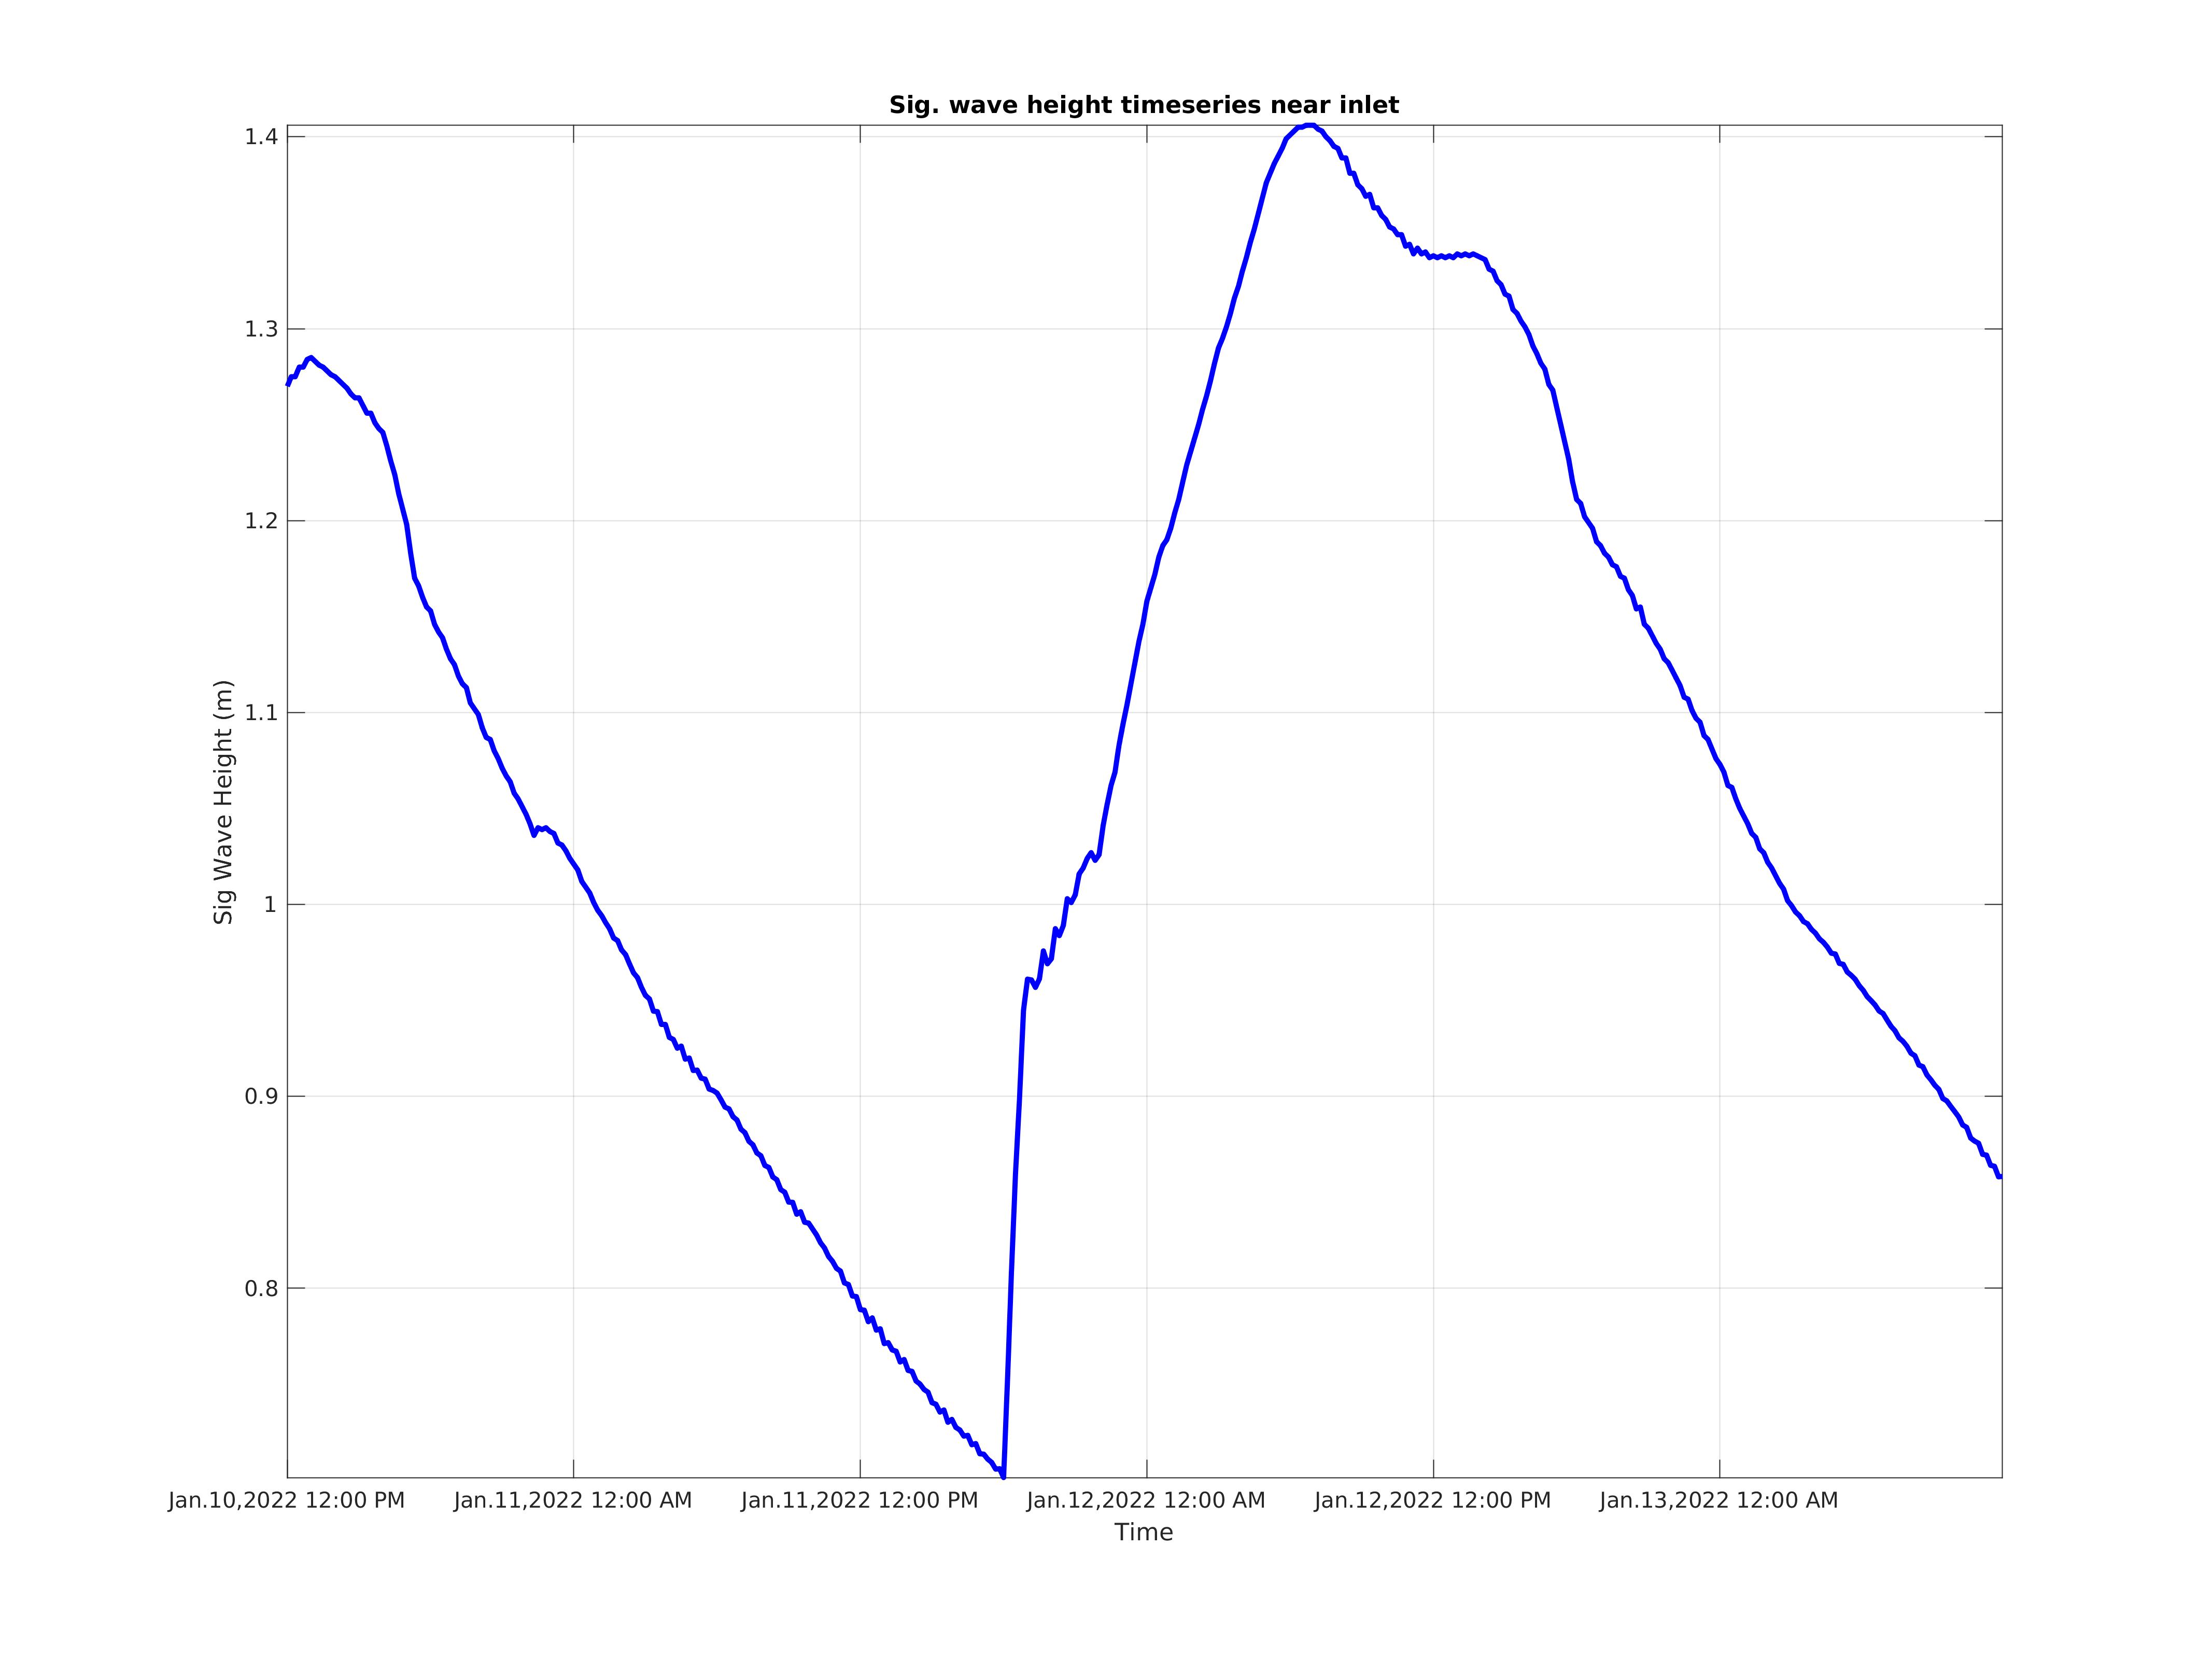 Sig. wave height timeseries near inlet
1.4
1.3
1.2
1.1
1
0.9
0.8
Sig Wave Height (m)
Jan.10,2022 12:00 PM
Jan.11,2022 12:00 AM
Jan.11,2022 12:00 PM
Jan.12,2022 12:00 AM
Jan.12,2022 12:00 PM
Jan.13,2022 12:00 AM
Time